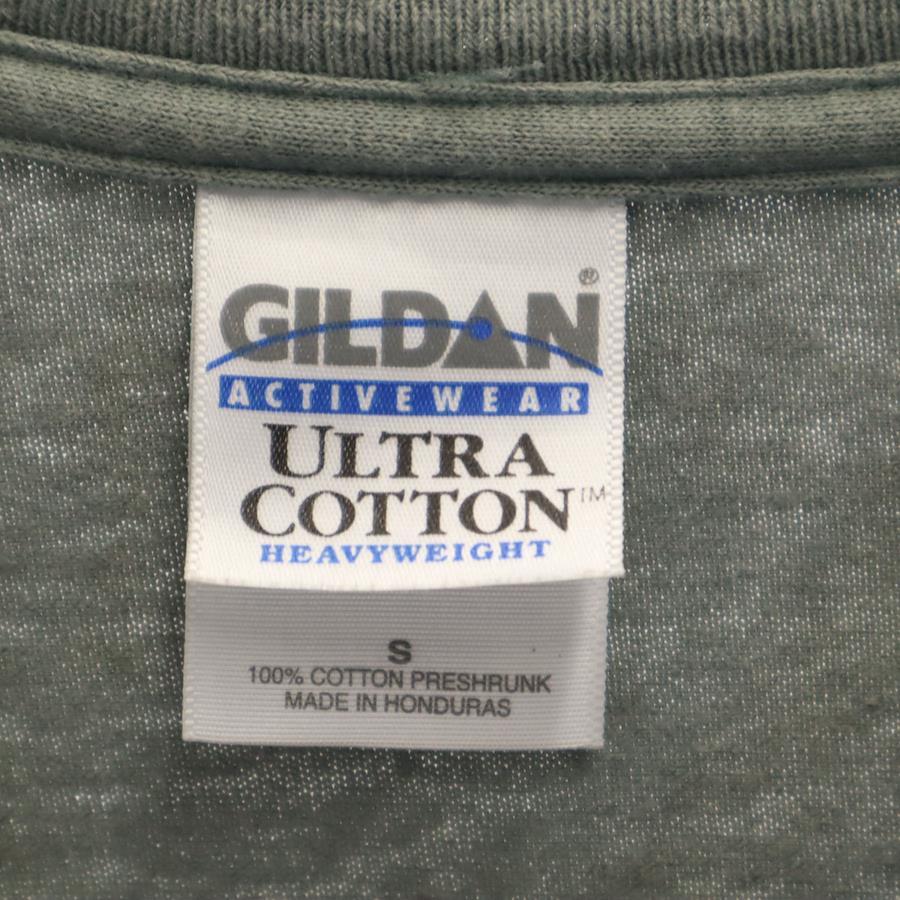 GILDAN®
ACTIVEWEAR
ULTRA
COTTON™
HEAVYWEIGHT
S
100% COTTON PRESHRUNK
MADE IN HONDURAS